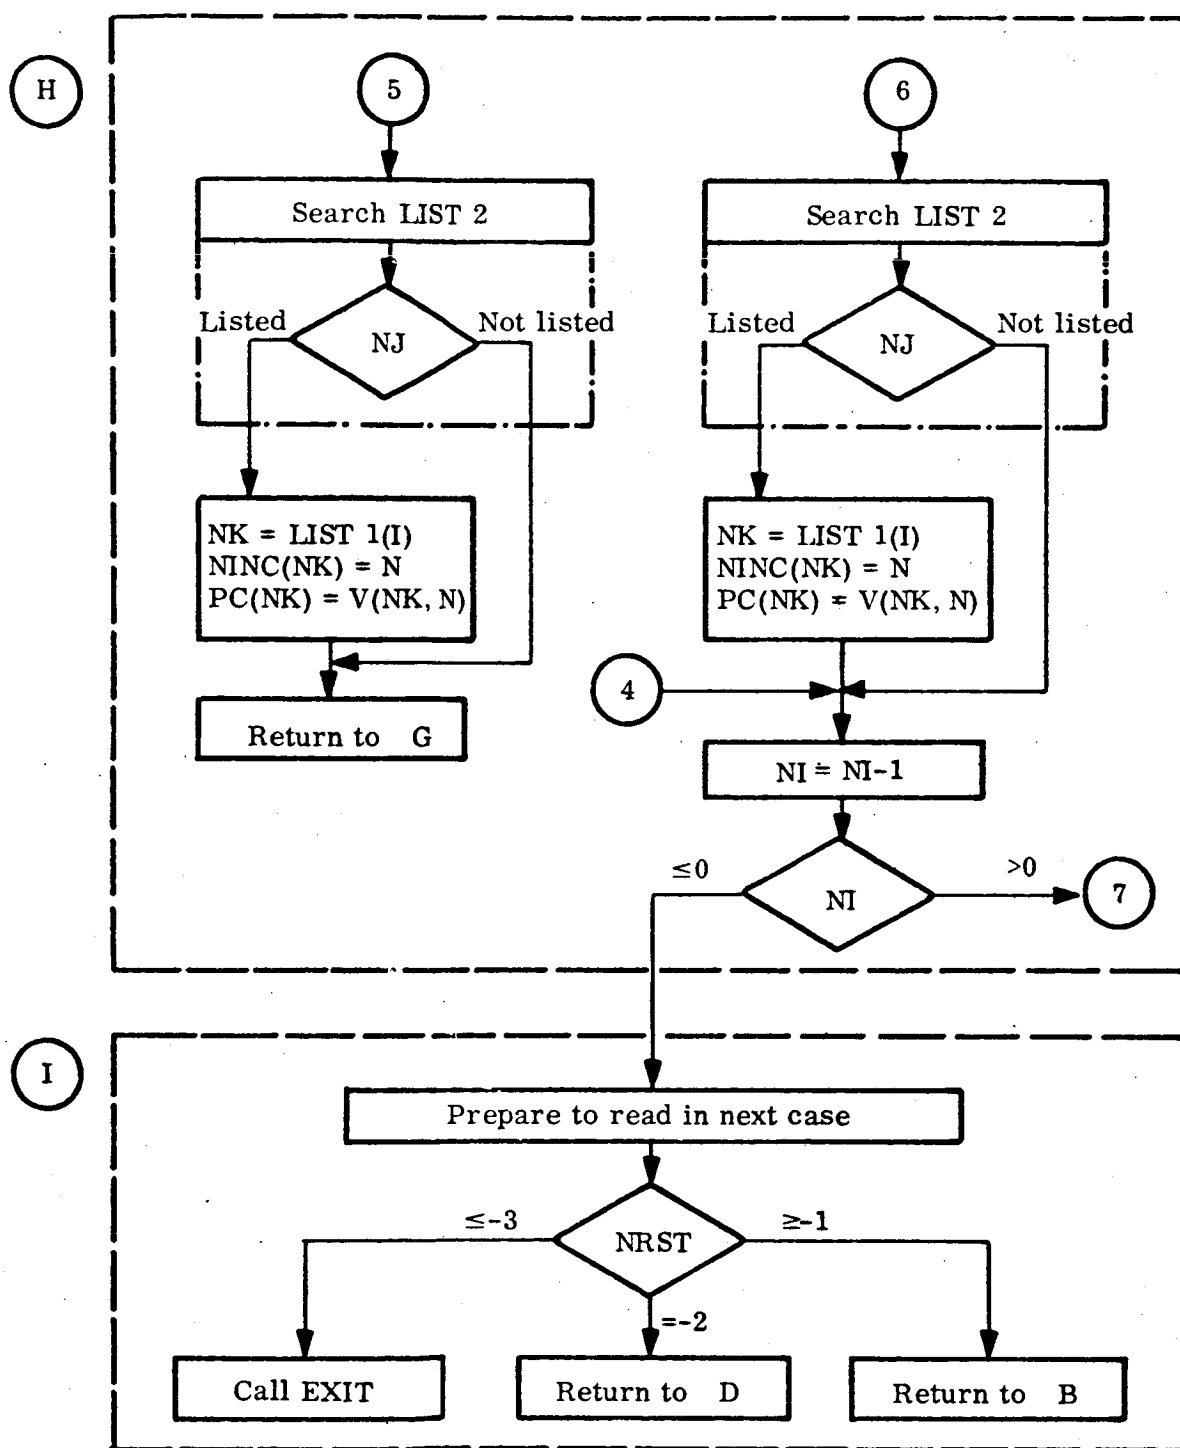 H
5
6
Search LIST 2
Search LIST 2
Listed
NJ
Not listed
Listed
NJ
Not listed
NK = LIST 1(I)
NINC(NK) = N
PC(NK) = V(NK, N)
NK = LIST 1(I)
NINC(NK) = N
PC(NK) = V(NK, N)
4
Return to G
NI = NI-1
≤0
NI
>0
7
I
Prepare to read in next case
≤-3
NRST
≥-1
=-2
Call EXIT
Return to D
Return to B